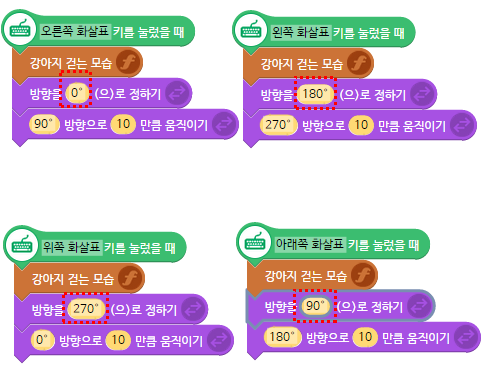 오른쪽 화살표 키를 눌렀을 때
강아지 걷는 모습
방향을 0° (으)로 정하기
90° 방향으로 10 만큼 움직이기
왼쪽 화살표 키를 눌렀을 때
강아지 걷는 모습
방향을 180° (으)로 정하기
270° 방향으로 10 만큼 움직이기
위쪽 화살표 키를 눌렀을 때
강아지 걷는 모습
방향을 270° (으)로 정하기
0° 방향으로 10 만큼 움직이기
아래쪽 화살표 키를 눌렀을 때
강아지 걷는 모습
방향을 90° (으)로 정하기
180° 방향으로 10 만큼 움직이기